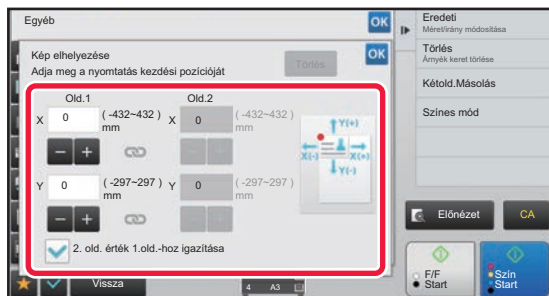 Egyéb
OK
Kép elhelyezése
Adja meg a nyomtatás kezdési pozícióját
Törlés
OK
Old.1
Old.2
X 0 ( -432~432 ) mm
X 0 ( -432~432 ) mm
Y(+)
X(-)
X(+)
Y(-)
Y 0 ( -297~297 ) mm
Y 0 ( -297~297 ) mm
2. old. érték 1.old.-hoz igazítása
Vissza
4 A3
Eredeti
Méret/irány módosítása
Törlés
Árnyék keret törlése
Kétold.Másolás
Színes mód
Előnézet
CA
F/F
Start
Szín
Start